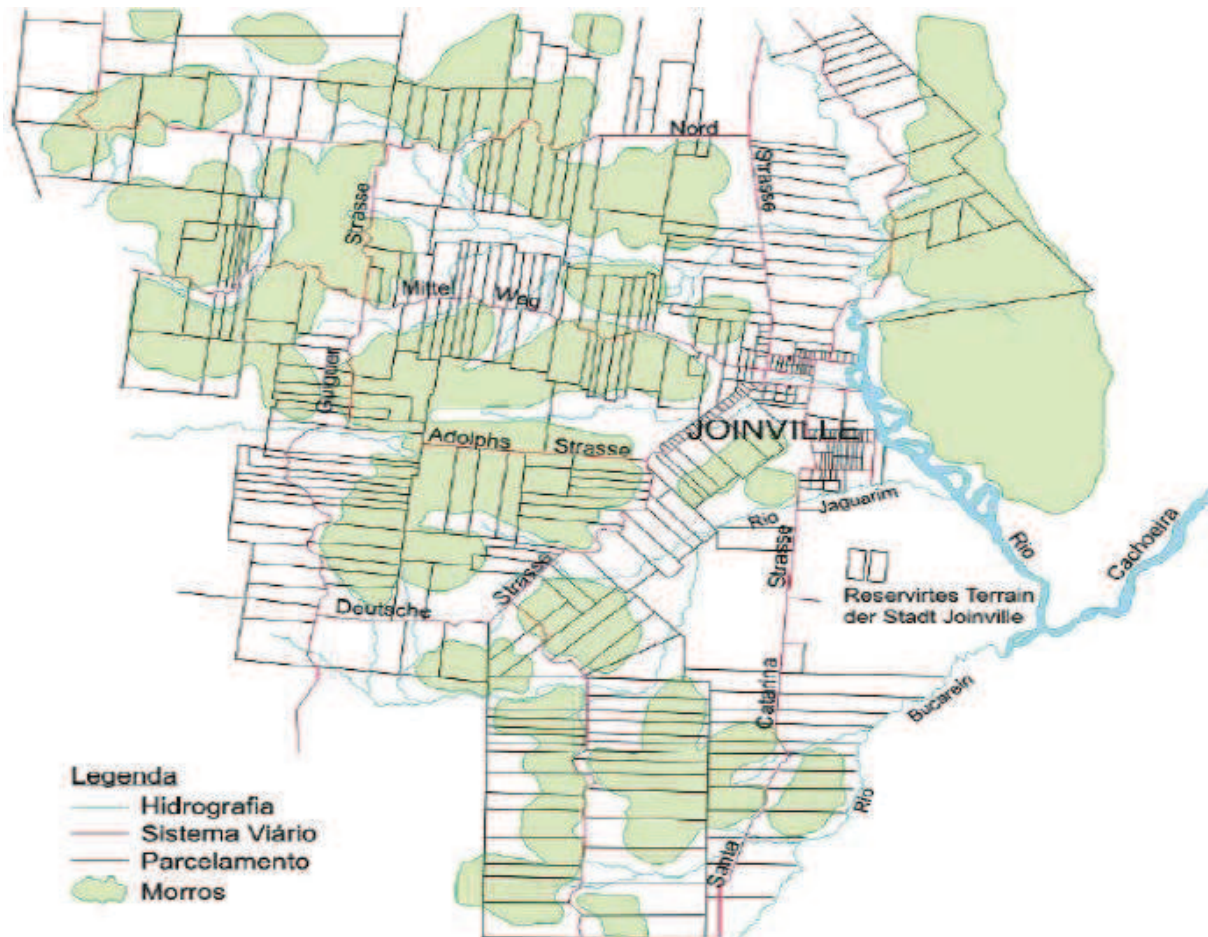 Nord
Strasse
Strasse
Mittel Weg
Guiguer
JOINVILLE
Adolphs Strasse
Rio Jaguarim
Strasse
Rio
Cachoeira
Strasse
Reservirtes Terrain
der Stadt Joinville
Deutsche
Catarina
Bucarein
Rio
Santa
Legenda
Hidrografia
Sistema Viário
Parcelamento
Morros